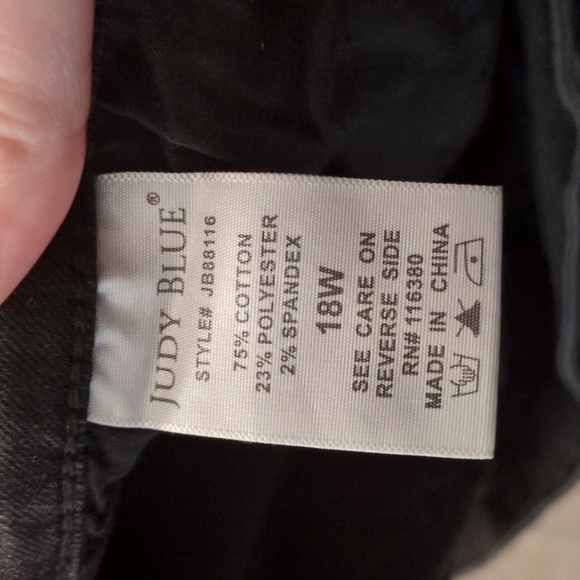 JUDY BLUE®
STYLE# JB88116
75% COTTON
23% POLYESTER
2% SPANDEX
18W
SEE CARE ON
REVERSE SIDE
RN# 116380
MADE IN CHINA